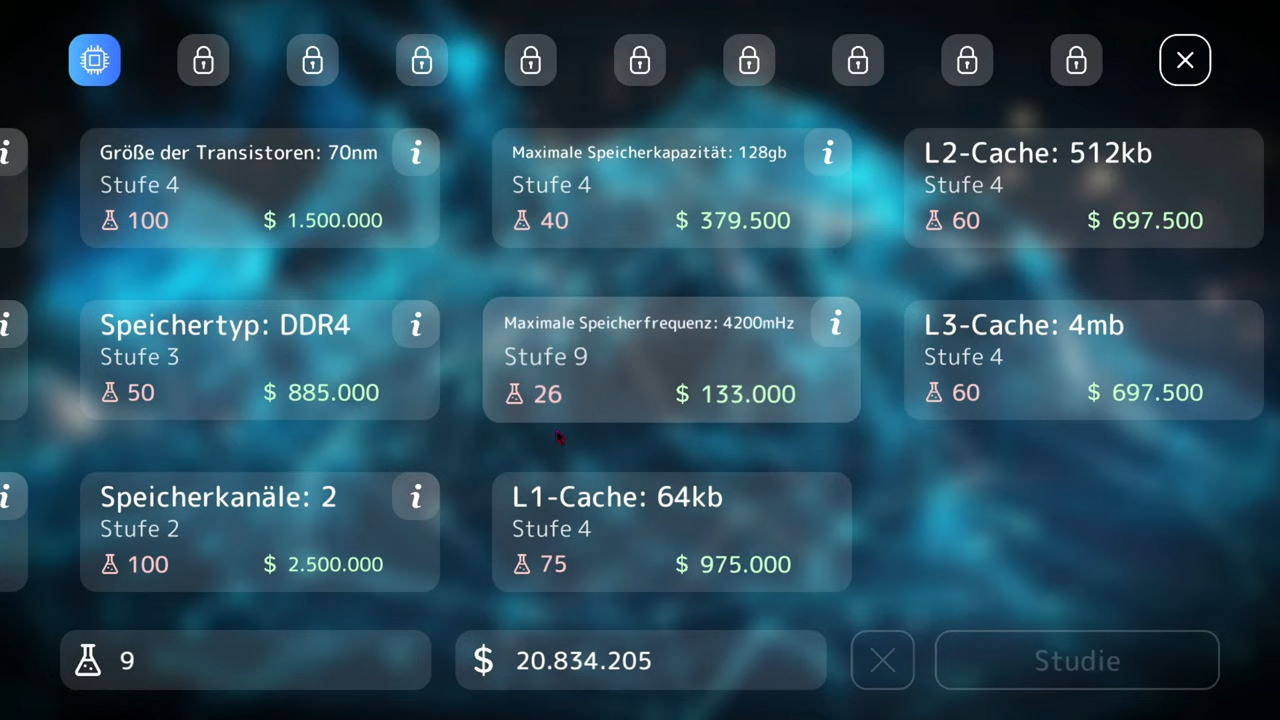 Größe der Transistoren: 70nm
Stufe 4
100 $ 1.500.000
Maximale Speicherkapazität: 128gb
Stufe 4
40 $ 379.500
L2-Cache: 512kb
Stufe 4
60 $ 697.500
Speichertyp: DDR4
Stufe 3
50 $ 885.000
Maximale Speicherfrequenz: 4200mHz
Stufe 9
26 $ 133.000
L3-Cache: 4mb
Stufe 4
60 $ 697.500
Speicherkanäle: 2
Stufe 2
100 $ 2.500.000
L1-Cache: 64kb
Stufe 4
75 $ 975.000
9
$ 20.834.205
Studie